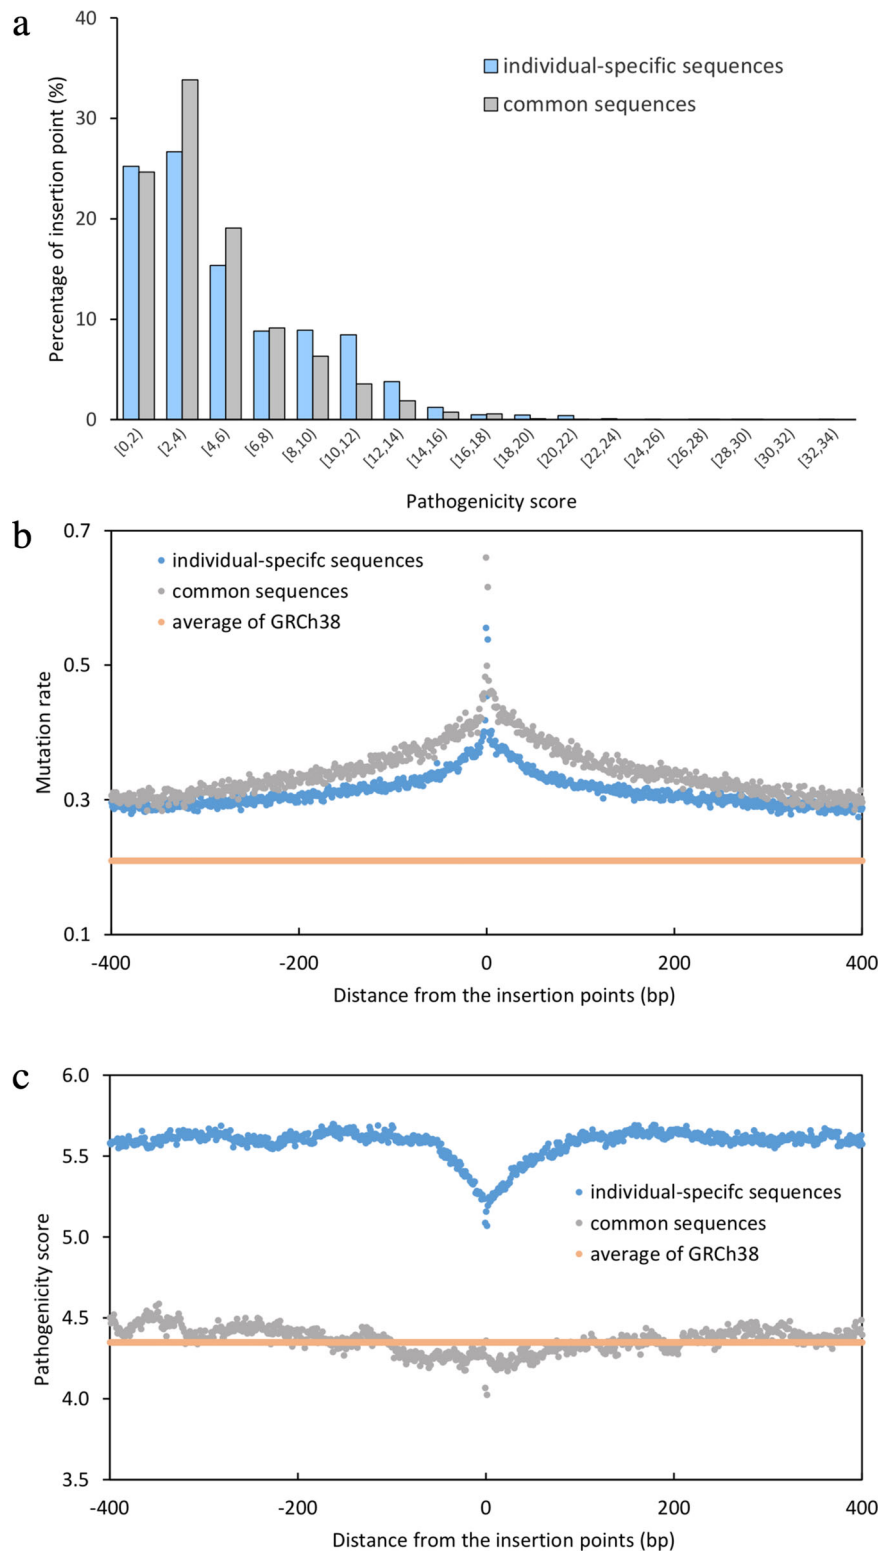 a
40
30
20
10
0
Percentage of insertion point (%)
individual-specific sequences
common sequences
[0,2)
[2,4)
[4,6)
[6,8)
[8,10)
[10,12)
[12,14)
[14,16)
[16,18)
[18,20)
[20,22)
[22,24)
[24,26)
[26,28)
[28,30)
[30,32)
[32,34)
Pathogenicity score
b
0.7
0.5
0.3
0.1
Mutation rate
individual-specifc sequences
common sequences
average of GRCh38
-400
-200
0
200
400
Distance from the insertion points (bp)
c
6.0
5.5
5.0
4.5
4.0
3.5
Pathogenicity score
individual-specifc sequences
common sequences
average of GRCh38
-400
-200
0
200
400
Distance from the insertion points (bp)